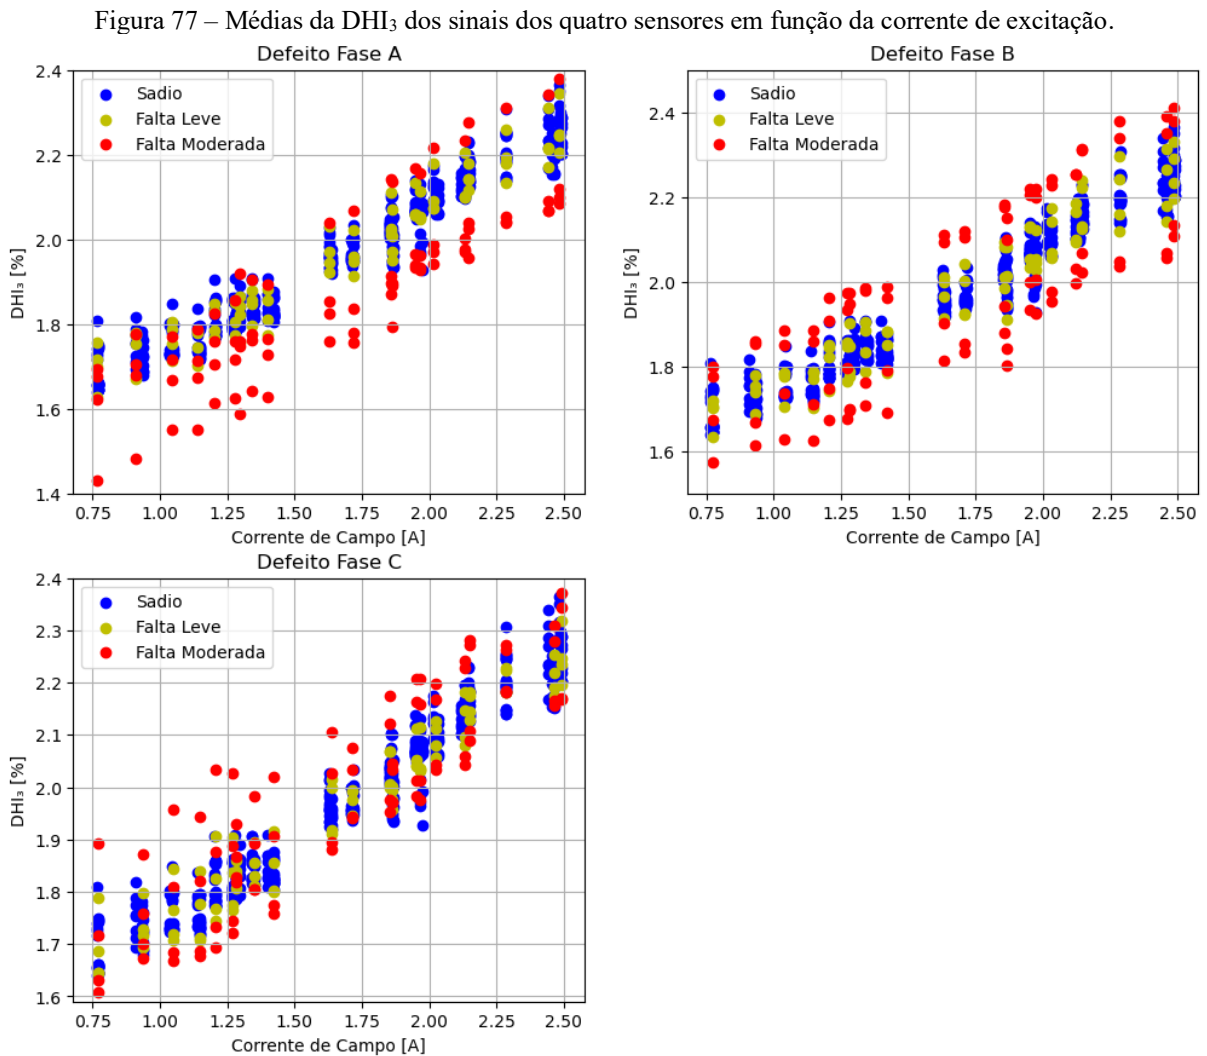 Figura 77 – Médias da DHI₃ dos sinais dos quatro sensores em função da corrente de excitação.
Defeito Fase A
2.4
2.2
2.0
1.8
1.6
1.4
DHI₃ [%]
Sadio
Falta Leve
Falta Moderada
0.75 1.00 1.25 1.50 1.75 2.00 2.25 2.50
Corrente de Campo [A]
Defeito Fase B
2.4
2.2
2.0
1.8
1.6
DHI₃ [%]
Sadio
Falta Leve
Falta Moderada
0.75 1.00 1.25 1.50 1.75 2.00 2.25 2.50
Corrente de Campo [A]
Defeito Fase C
2.4
2.3
2.2
2.1
2.0
1.9
1.8
1.7
1.6
DHI₃ [%]
Sadio
Falta Leve
Falta Moderada
0.75 1.00 1.25 1.50 1.75 2.00 2.25 2.50
Corrente de Campo [A]